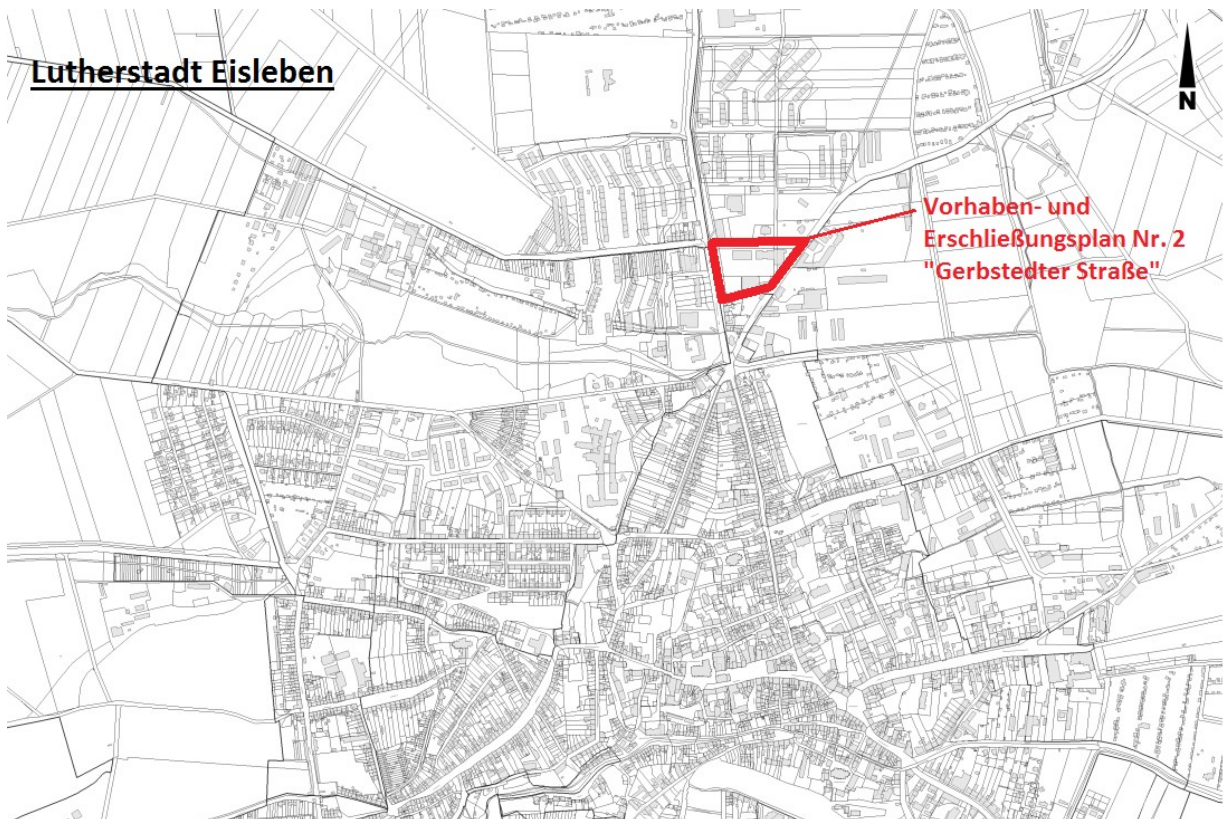 Lutherstadt Eisleben
N
Vorhaben- und
Erschließungsplan Nr. 2
"Gerbstedter Straße"